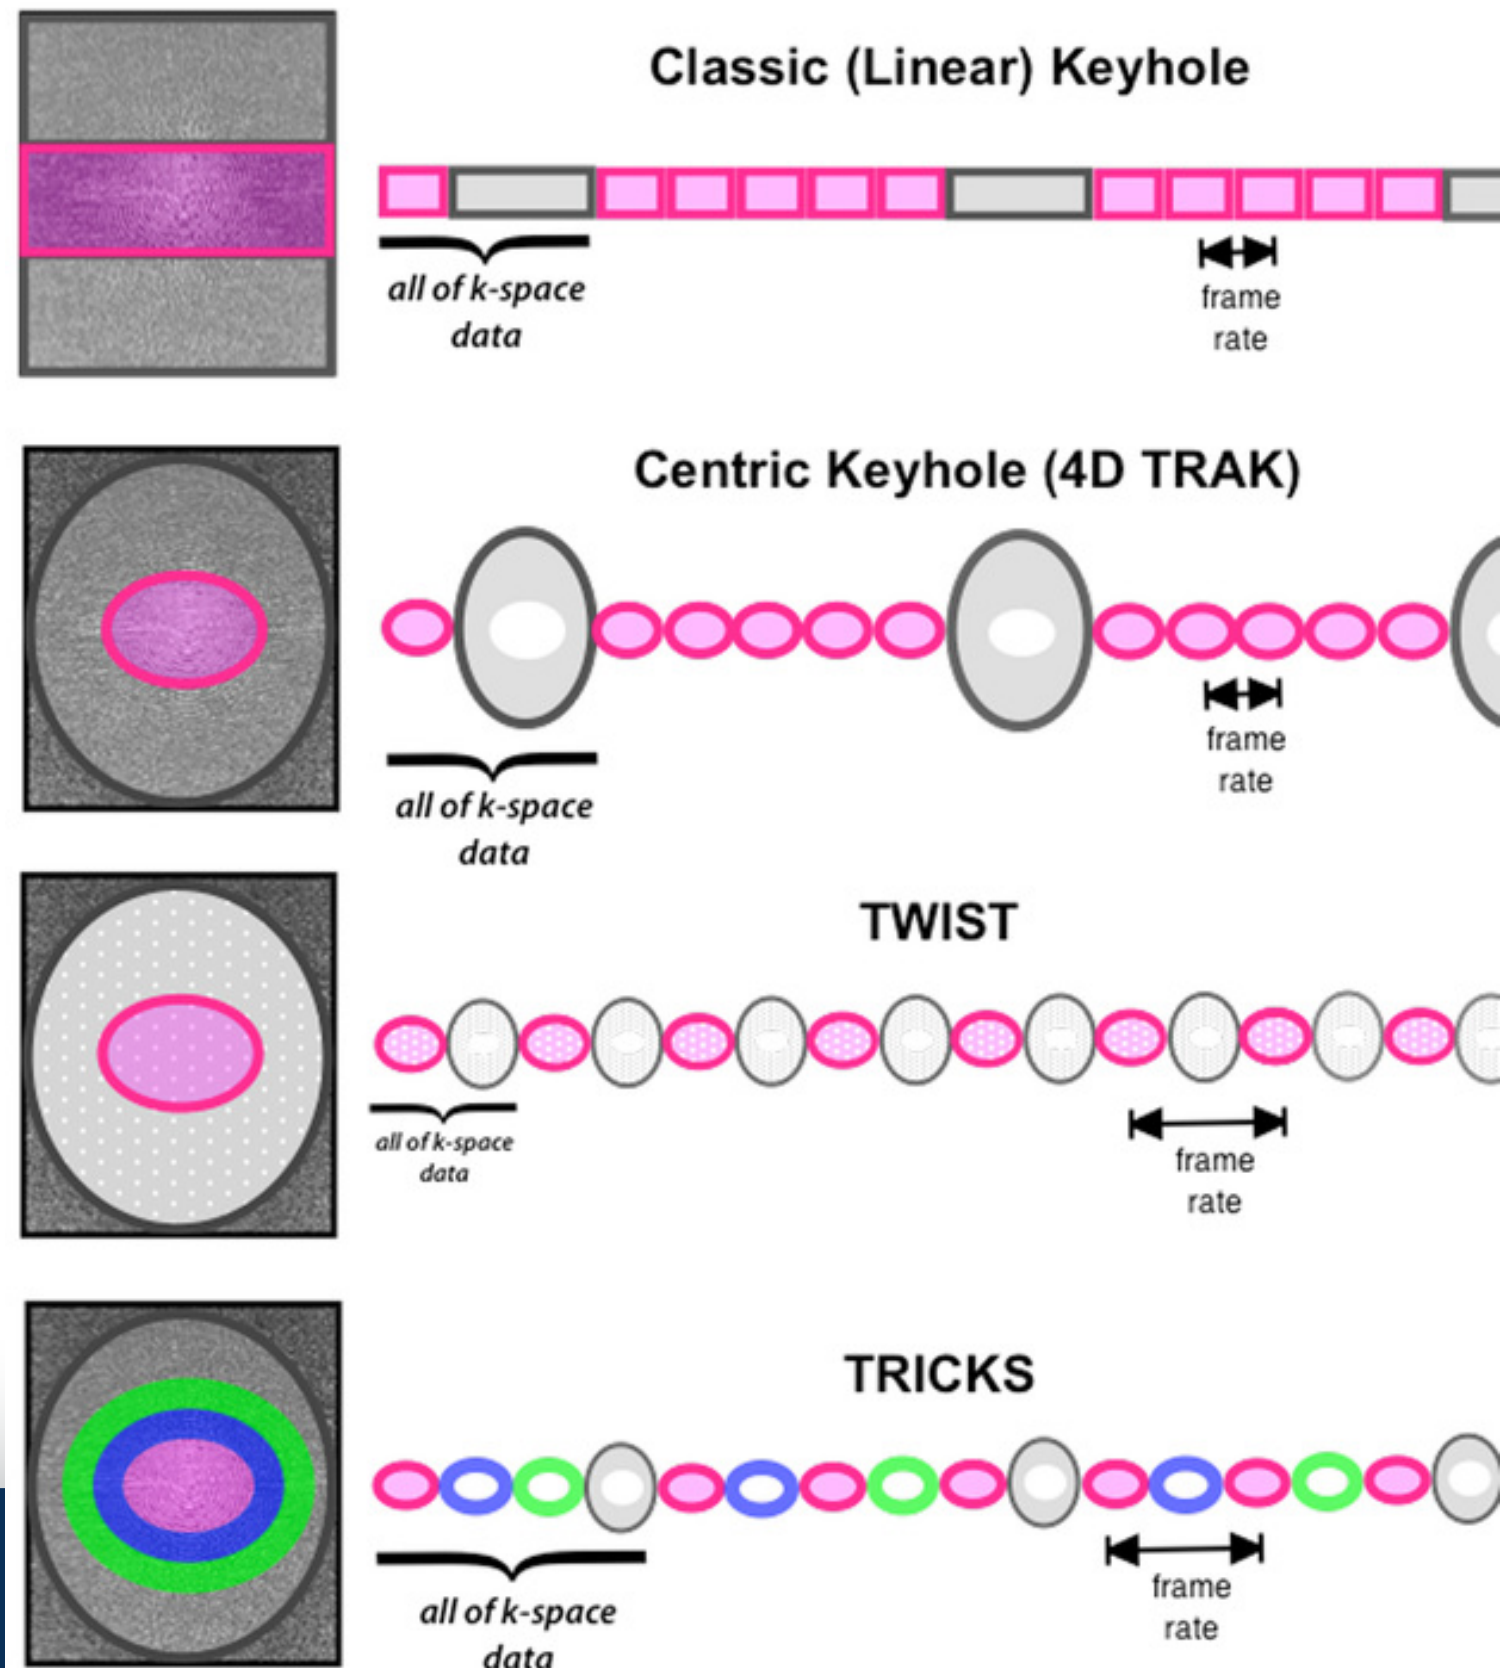 Classic (Linear) Keyhole
all of k-space
data
frame
rate
Centric Keyhole (4D TRAK)
all of k-space
data
frame
rate
TWIST
all of k-space
data
frame
rate
TRICKS
all of k-space
data
frame
rate